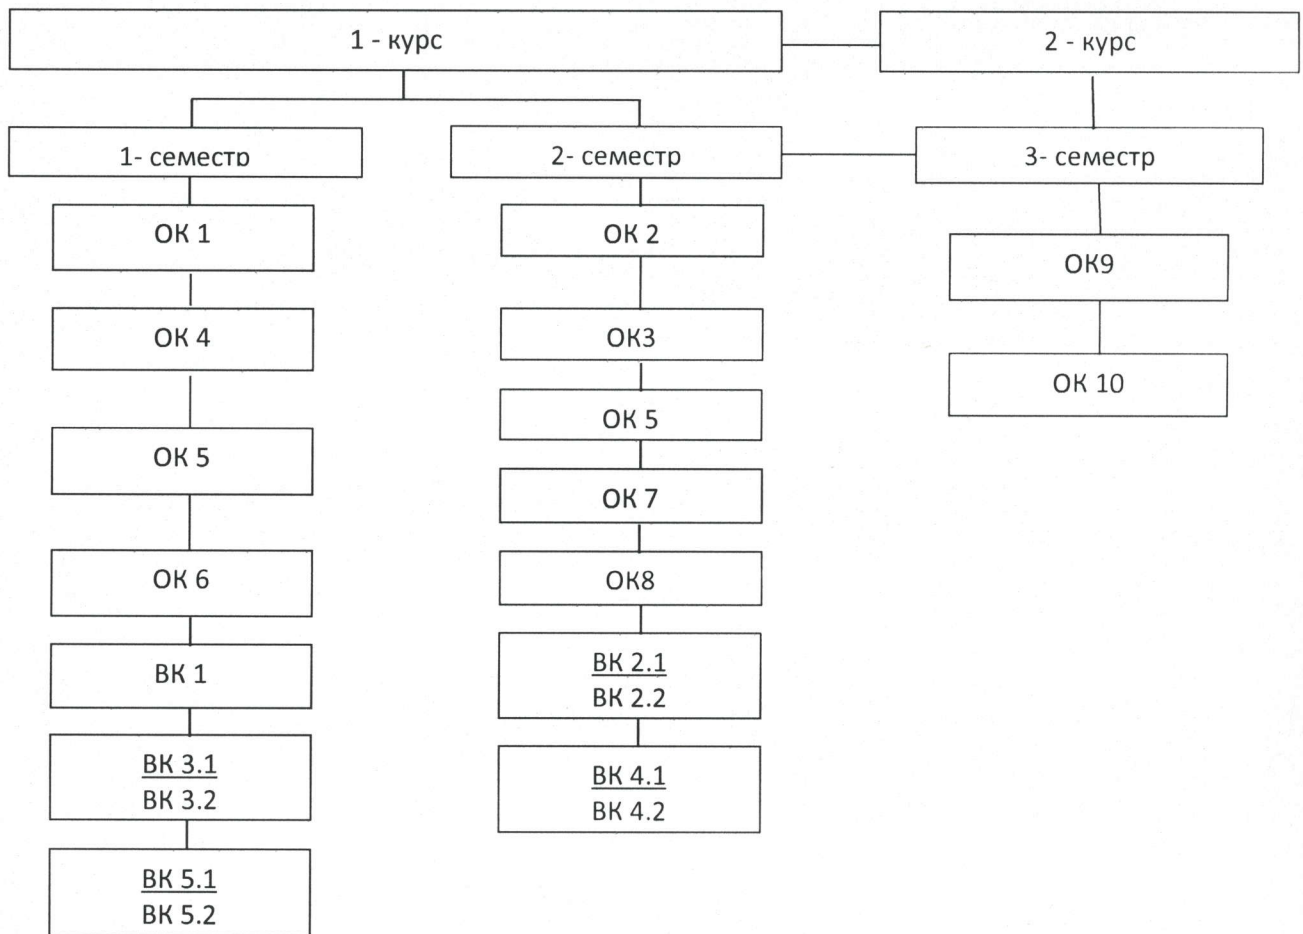 1 - курс
2 - курс
1- семестр
2- семестр
3- семестр
ОК 1
ОК 4
ОК 5
ОК 6
ВК 1
ВК 3.1
ВК 3.2
ВК 5.1
ВК 5.2
ОК 2
ОК3
ОК 5
ОК 7
ОК8
ВК 2.1
ВК 2.2
ВК 4.1
ВК 4.2
ОК9
ОК 10